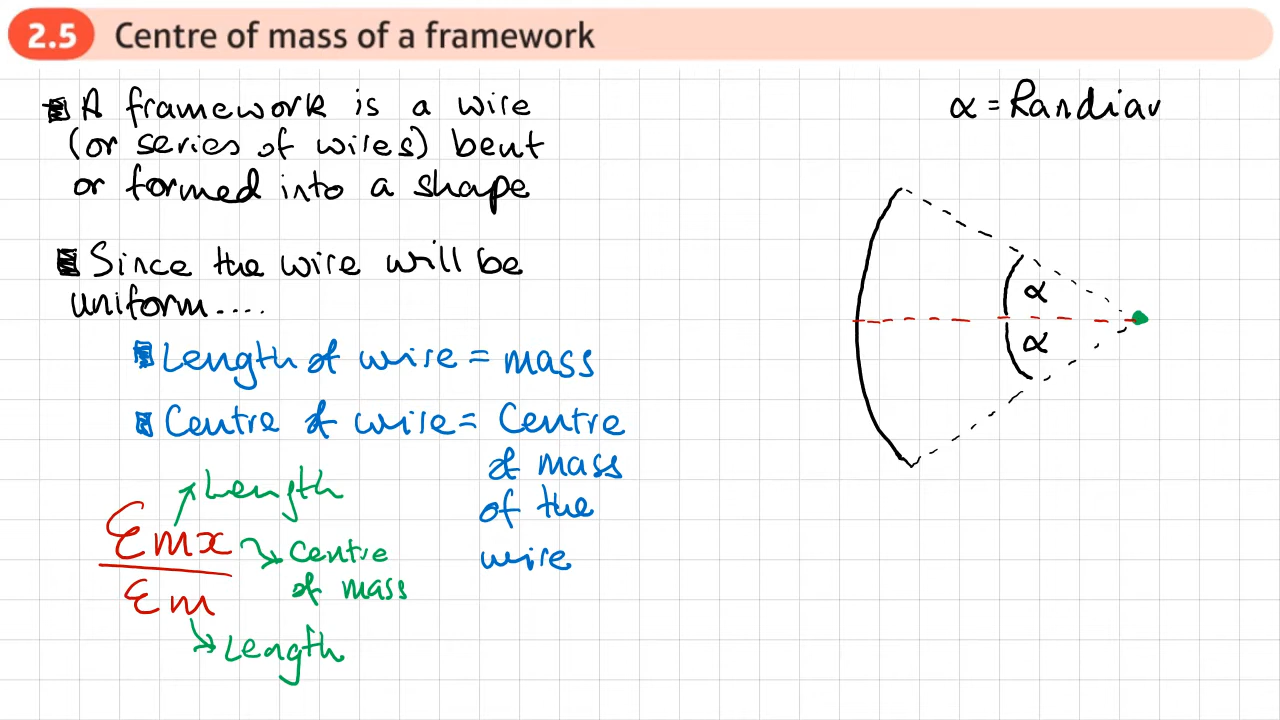 2.5 Centre of mass of a framework
A framework is a wire
(or series of wires) bent
or formed into a shape
Since the wire will be
uniform....
Length of wire = mass
Centre of wire = Centre
of mass
of the
wire
Length
Σmx
Centre
of mass
Σm
Length
α = Randian
α
α